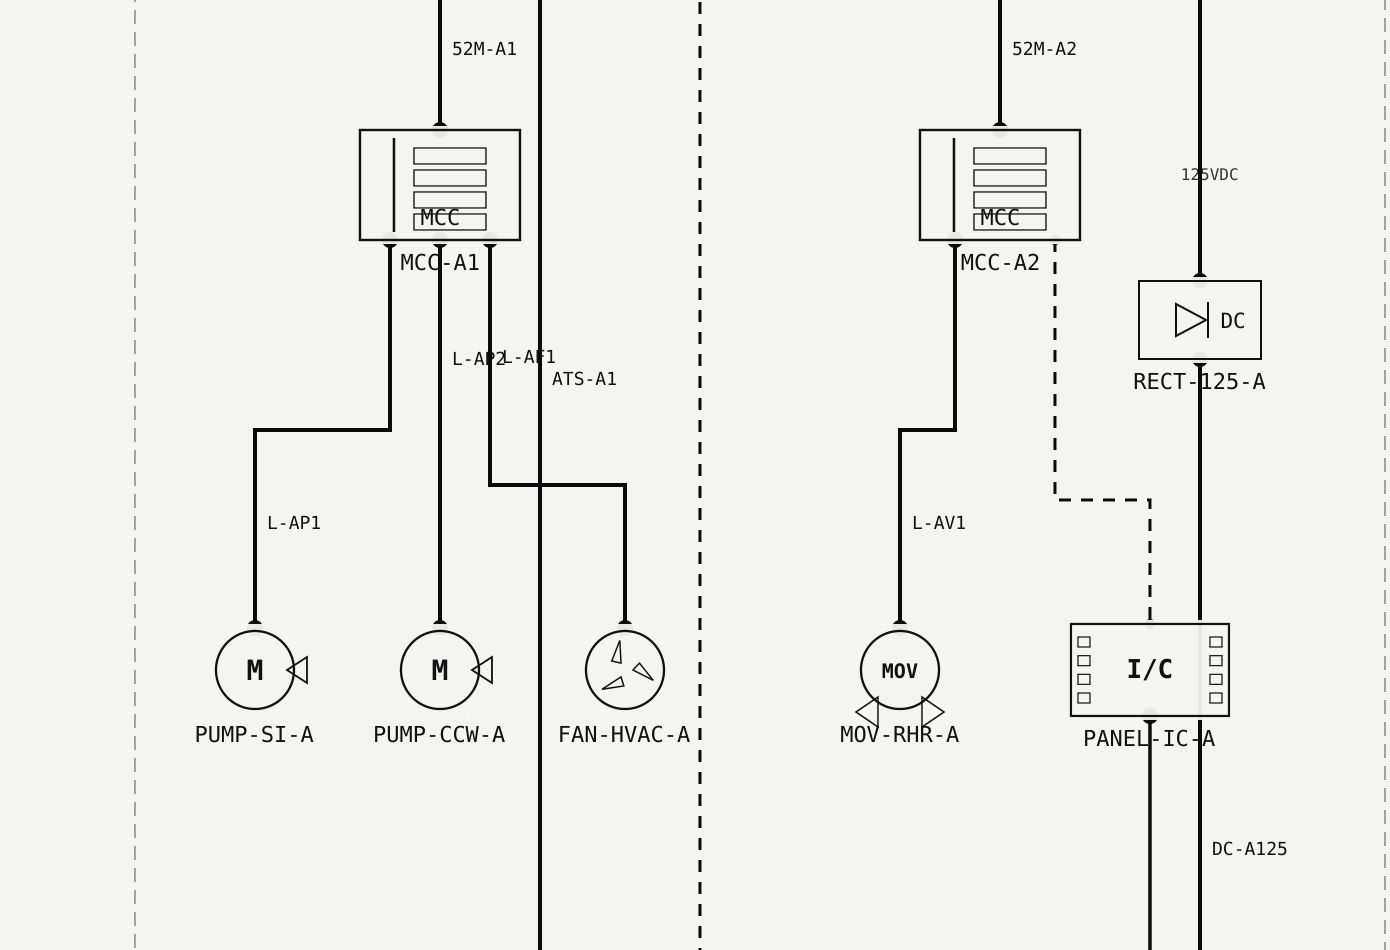 52M-A1
52M-A2
125VDC
MCC
MCC
MCC-A1
MCC-A2
DC
RECT-125-A
L-AP2
L-AF1
ATS-A1
L-AP1
L-AV1
M
M
MOV
I/C
PUMP-SI-A
PUMP-CCW-A
FAN-HVAC-A
MOV-RHR-A
PANEL-IC-A
DC-A125